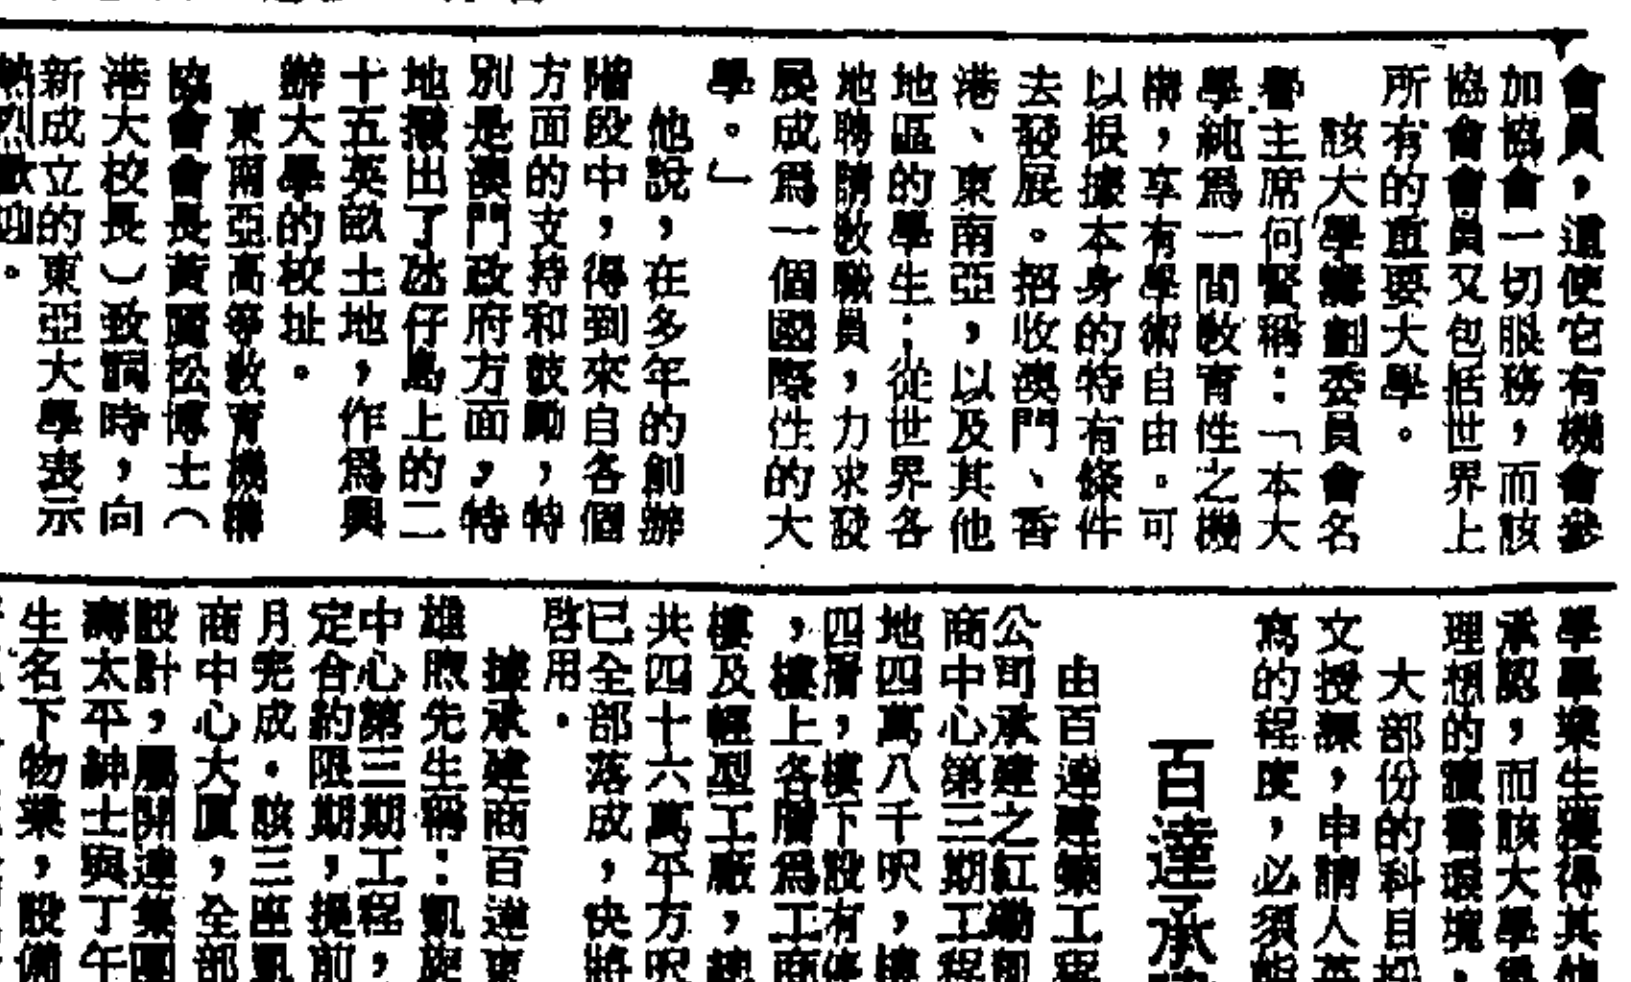 會員，這使它有機會參
加協會一切服務，而該
協會會員又包括世界上
所有的重要大學。
該大學籌劃委員會名
譽主席何賢稱：「本大
學純爲一間敎育性之機
構，享有學術自由。可
以根據本身的特有條件
去發展。招收澳門、香
港、東南亞，以及其他
地區的學生；從世界各
地聘請敎職員，力求發
展成爲一個國際性的大
學。」
他說，在多年的創辦
階段中，得到來自各個
方面的支持和鼓勵，特
別是澳門政府方面，特
地撥出了氹仔島上的二
十五英畝土地，作爲興
辦大學的校址。
東南亞高等敎育機構
協會會長黃麗松博士（
港大校長）致詞時，向
新成立的東亞大學表示
熱烈歡迎。
學畢業生獲得其他
承認，而該大學
理想的讀書環境，
大部份的科目
文授課，申請人英
寫的程度，必須能
百達承
由百達建築工程
公司承建之紅磡凱
商中心第三期工程
地四萬八千呎，樓
四層，樓下設有
，樓上各層爲工商
樓及輕型工廠，總
共四十六萬平方呎
已全部落成，快將
啓用。
據承建商百達
雄煦先生稱：凱旋
中心第三期工程，
定合約限期，提前
月完成。該三座凱
商中心大厦，全部
設計，屬開達集團
壽太平紳士與丁午
生名下物業，設備